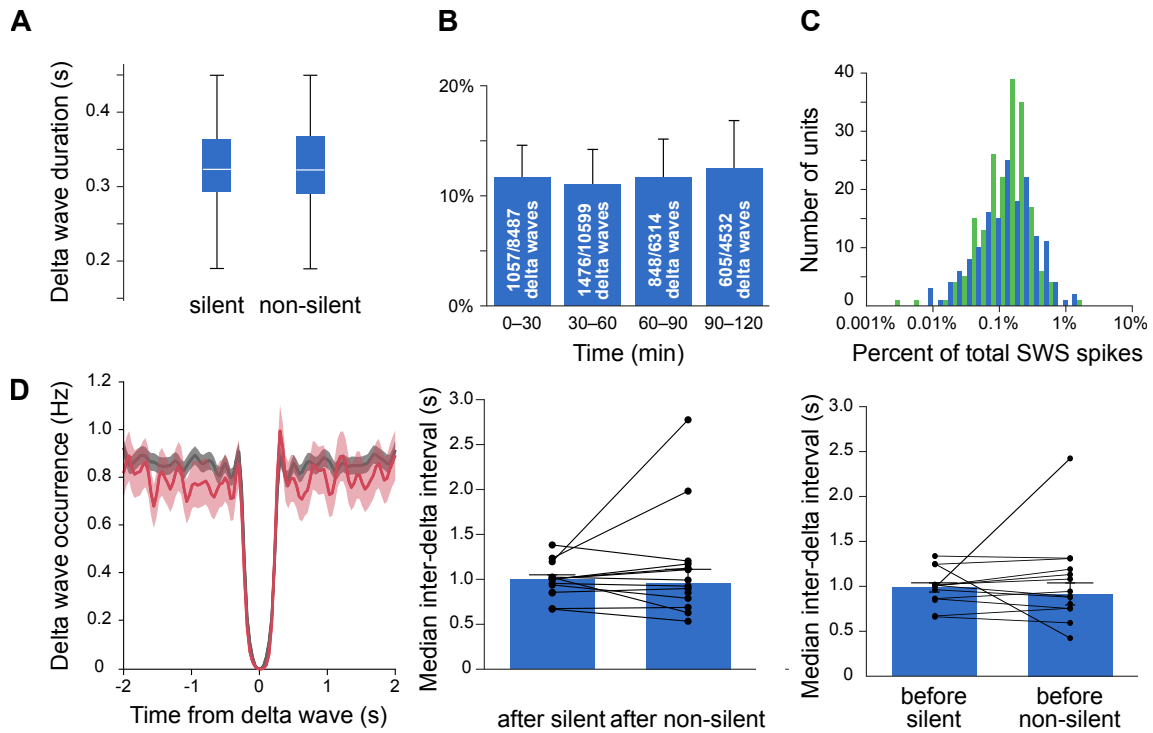 A
Delta wave duration (s)
0.4
0.3
0.2
silent
non-silent
B
20%
10%
0%
1057/8487
delta waves
1476/10599
delta waves
848/6314
delta waves
605/4532
delta waves
0–30
30–60
60–90
90–120
Time (min)
C
Number of units
40
30
20
10
0
0.001%
0.01%
0.1%
1%
10%
Percent of total SWS spikes
D
Delta wave occurrence (Hz)
1.2
1.0
0.8
0.6
0.4
0.2
0
-2
-1
0
1
2
Time from delta wave (s)
Median inter-delta interval (s)
3.0
2.5
2.0
1.5
1.0
0.5
0
after silent
after non-silent
Median inter-delta interval (s)
3.0
2.5
2.0
1.5
1.0
0.5
0
before
silent
before
non-silent